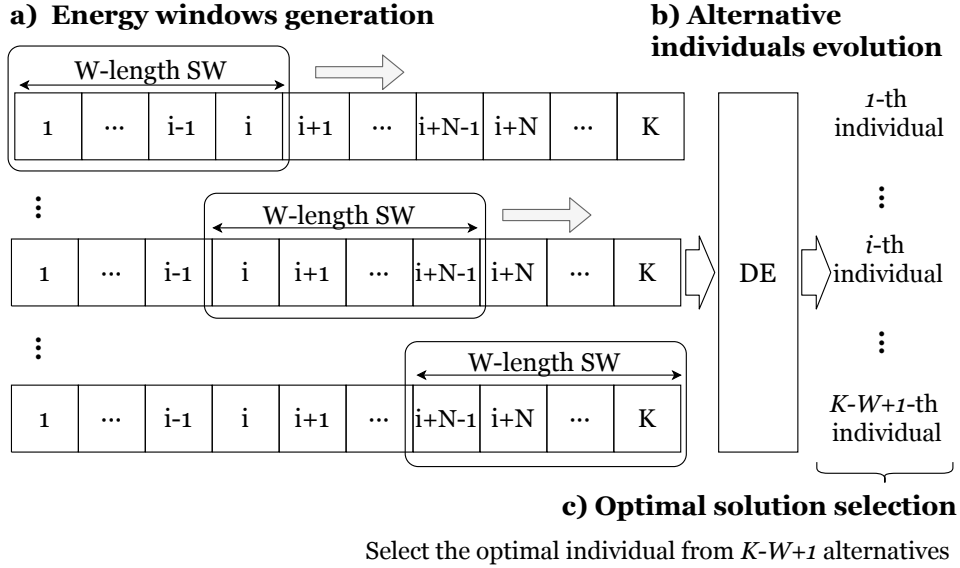 a) Energy windows generation
b) Alternative
individuals evolution
W-length SW
1 ... i-1 i i+1 ... i+N-1 i+N ... K
1-th
individual
W-length SW
1 ... i-1 i i+1 ... i+N-1 i+N ... K
DE
i-th
individual
W-length SW
1 ... i-1 i i+1 ... i+N-1 i+N ... K
K-W+1-th
individual
c) Optimal solution selection
Select the optimal individual from K-W+1 alternatives